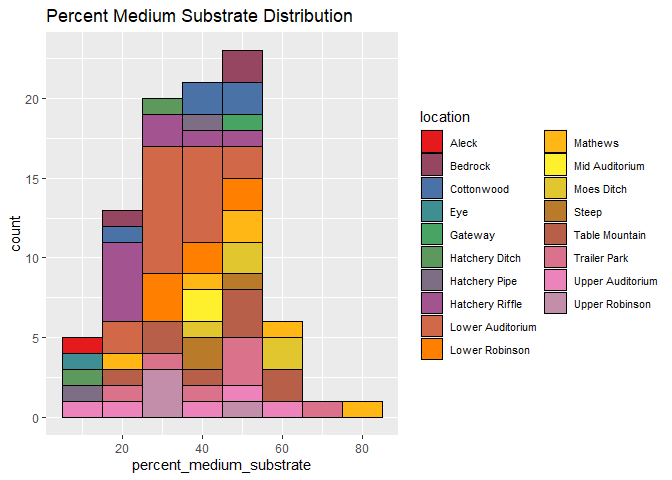 Percent Medium Substrate Distribution
count
20
15
10
5
0
20 40 60 80
percent_medium_substrate
location
Aleck
Bedrock
Cottonwood
Eye
Gateway
Hatchery Ditch
Hatchery Pipe
Hatchery Riffle
Lower Auditorium
Lower Robinson
Mathews
Mid Auditorium
Moes Ditch
Steep
Table Mountain
Trailer Park
Upper Auditorium
Upper Robinson